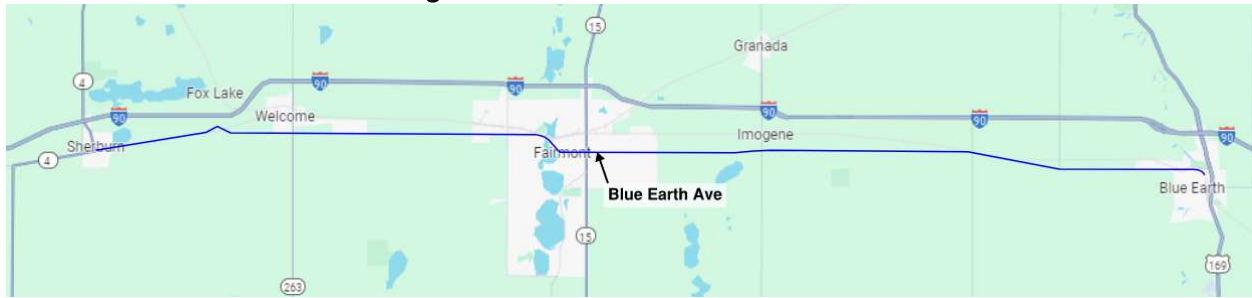 g
15
Granada
4
90
90
Fox Lake
90
Welcome
90
90
90
Imogene
Sherburn
4
Fairmont
Blue Earth Ave
Blue Earth
15
169
263